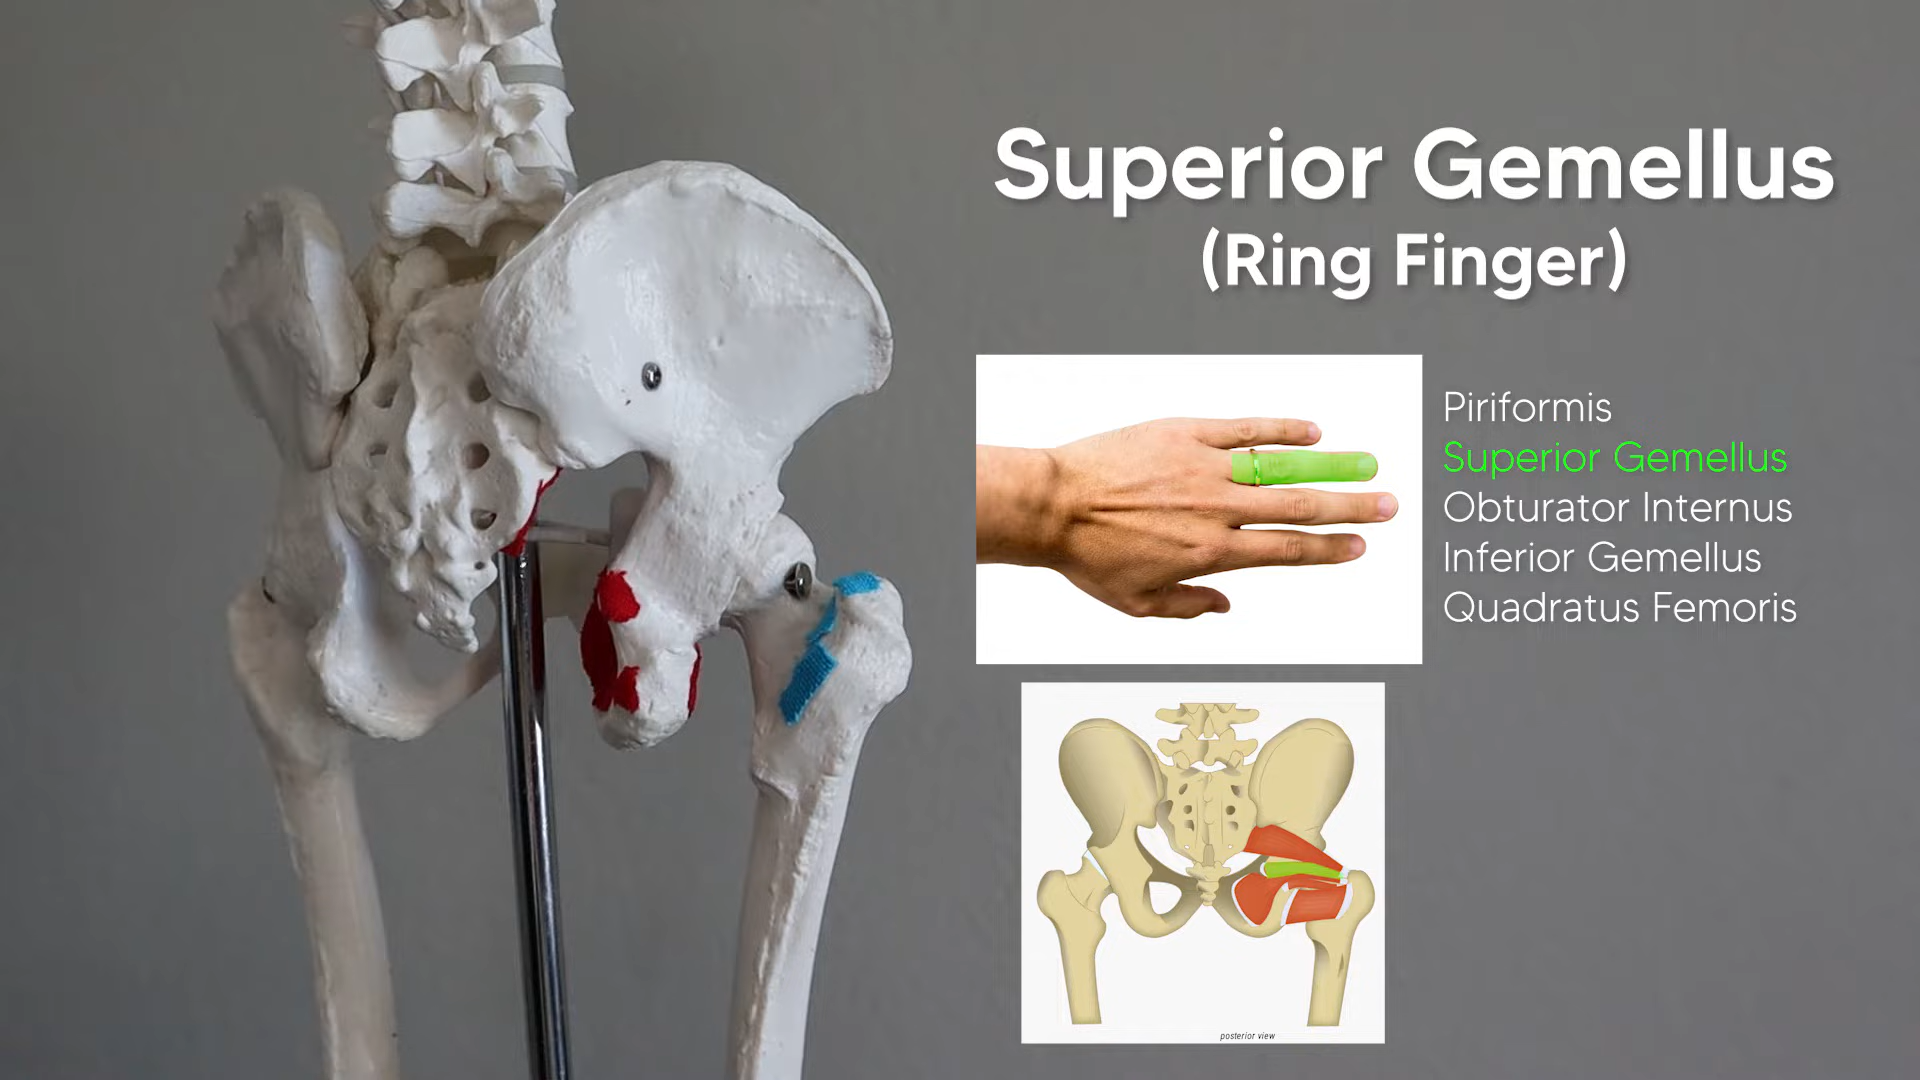 Superior Gemellus
(Ring Finger)
Piriformis
Superior Gemellus
Obturator Internus
Inferior Gemellus
Quadratus Femoris
posterior view